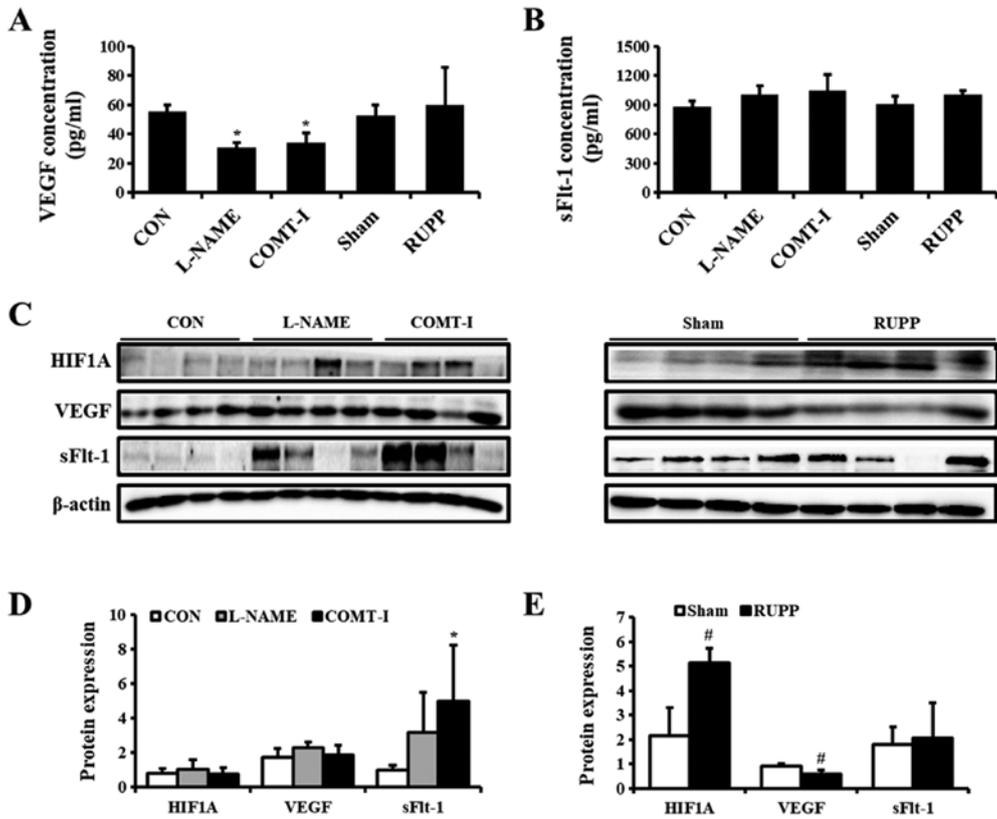 A
VEGF concentration
(pg/ml)
100
80
60
40
20
0
*
*
CON
L-NAME
COMT-I
Sham
RUPP
B
sFlt-1 concentration
(pg/ml)
1500
1200
900
600
300
0
CON
L-NAME
COMT-I
Sham
RUPP
C
CON L-NAME COMT-I
Sham RUPP
HIF1A
VEGF
sFlt-1
β-actin
D
Protein expression
10
8
6
4
2
0
CON L-NAME COMT-I
*
HIF1A VEGF sFlt-1
E
Protein expression
7
6
5
4
3
2
1
0
Sham RUPP
#
#
HIF1A VEGF sFlt-1